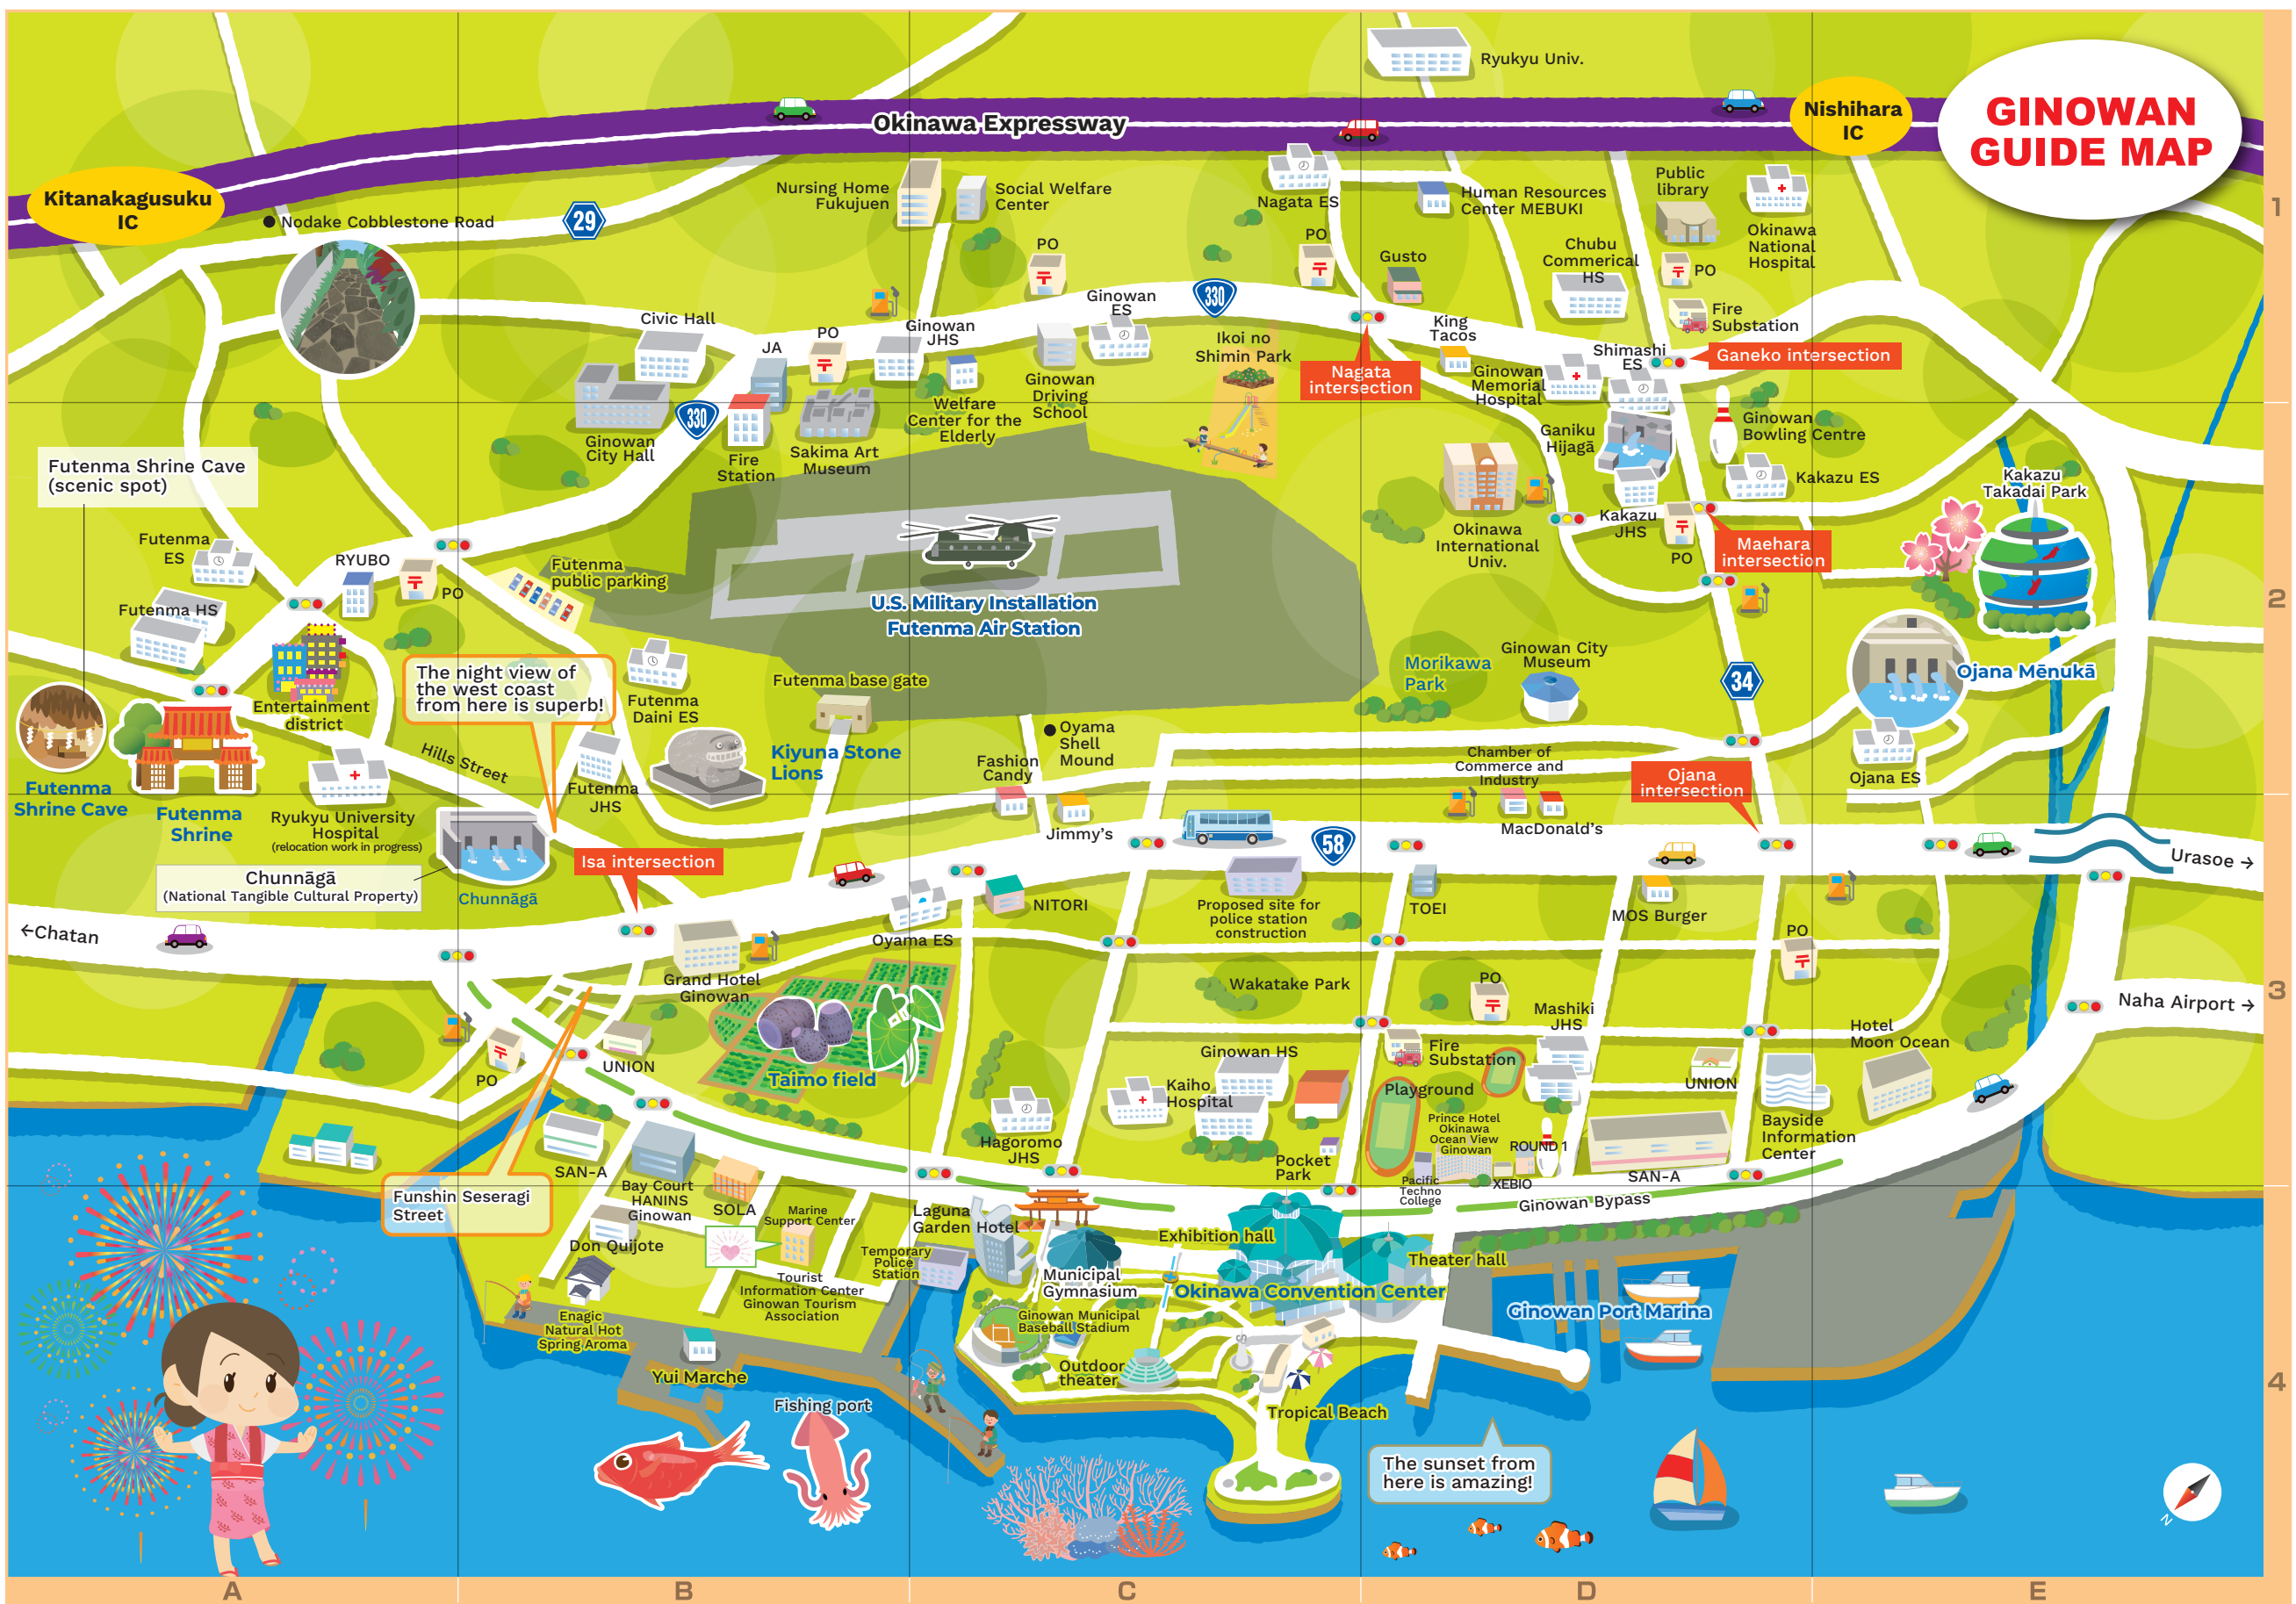 GINOWAN
GUIDE MAP
Ryukyu Univ.
Okinawa Expressway
Nishihara
IC
Kitanakagusuku
IC
Nodake Cobblestone Road
29
Nursing Home
Fukujuen
Social Welfare
Center
Nagata ES
Human Resources
Center MEBUKI
Public
library
Okinawa
National
Hospital
1
PO
PO
Gusto
Chubu
Commerical
HS
PO
Fire
Substation
Civic Hall
JA
PO
Ginowan
JHS
Ginowan
ES
330
Ikoi no
Shimin Park
King
Tacos
Shimashi
ES
Ganeko intersection
Nagata
intersection
Ginowan
Memorial
Hospital
Ginowan
Driving
School
Welfare
Center for the
Elderly
330
Ginowan
City Hall
Fire
Station
Sakima Art
Museum
Ganiku
Hijagā
Ginowan
Bowling Centre
Kakazu ES
Kakazu
Takadai Park
Futenma Shrine Cave
(scenic spot)
Futenma
ES
RYUBO
PO
Futenma HS
Futenma
public parking
U.S. Military Installation
Futenma Air Station
Okinawa
International
Univ.
Kakazu
JHS
PO
Maehara
intersection
2
The night view of
the west coast
from here is superb!
Entertainment
district
Futenma
Daini ES
Futenma base gate
Morikawa
Park
Ginowan City
Museum
34
Ojana Mēnukā
Hills Street
Kiyuna Stone
Lions
Oyama
Shell
Mound
Fashion
Candy
Chamber of
Commerce and
Industry
Ojana
intersection
Ojana ES
Futenma
Shrine Cave
Futenma
Shrine
Futenma
JHS
Ryukyu University
Hospital
(relocation work in progress)
Jimmy's
MacDonald's
58
Urasoe →
Isa intersection
Chunnāgā
(National Tangible Cultural Property)
Chunnāgā
←Chatan
NITORI
Oyama ES
Proposed site for
police station
construction
TOEI
MOS Burger
PO
Grand Hotel
Ginowan
Wakatake Park
PO
3
Naha Airport →
Mashiki
JHS
Hotel
Moon Ocean
PO
UNION
Taimo field
Ginowan HS
Kaiho
Hospital
Fire
Substation
Playground
UNION
Prince Hotel
Okinawa
Ocean View
Ginowan
ROUND 1
Bayside
Information
Center
Hagoromo
JHS
Pocket
Park
Pacific
Techno
College
XEBIO
SAN-A
SAN-A
Bay Court
HANINS
Ginowan
SOLA
Ginowan Bypass
Funshin Seseragi
Street
Don Quijote
Marine
Support Center
Laguna
Garden Hotel
Temporary
Police
Station
Exhibition hall
Theater hall
Municipal
Gymnasium
Okinawa Convention Center
Tourist
Information Center
Ginowan Tourism
Association
Enagic
Natural Hot
Spring Aroma
Ginowan Municipal
Baseball Stadium
Ginowan Port Marina
Outdoor
theater
Yui Marche
Fishing port
Tropical Beach
4
The sunset from
here is amazing!
N
A
B
C
D
E